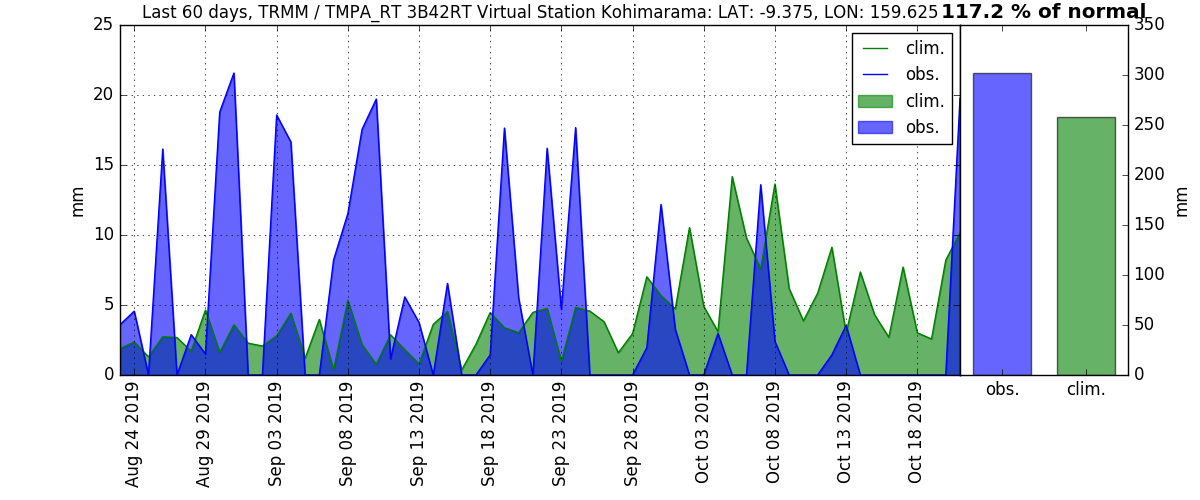 Last 60 days, TRMM / TMPA_RT 3B42RT Virtual Station Kohimarama: LAT: -9.375, LON: 159.625
117.2 % of normal
25
20
15
10
5
0
mm
clim.
obs.
clim.
obs.
Aug 24 2019
Aug 29 2019
Sep 03 2019
Sep 08 2019
Sep 13 2019
Sep 18 2019
Sep 23 2019
Sep 28 2019
Oct 03 2019
Oct 08 2019
Oct 13 2019
Oct 18 2019
350
300
250
200
150
100
50
0
mm
obs.
clim.